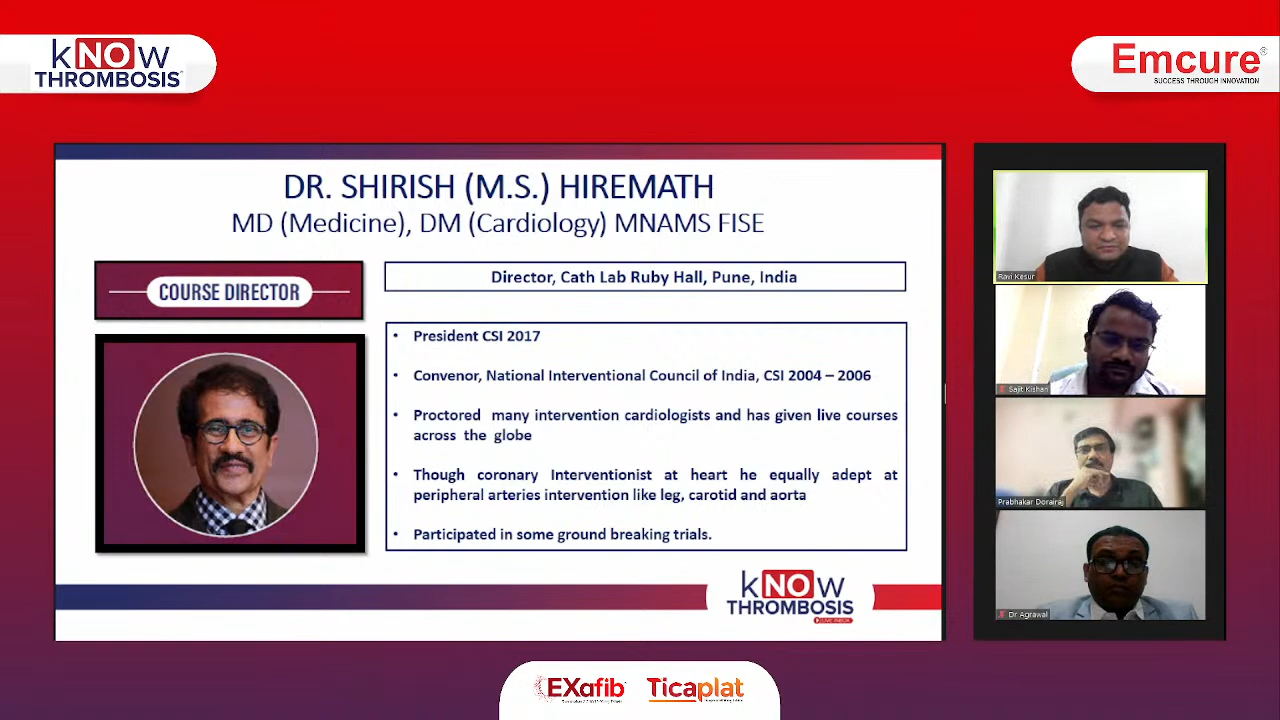 kNOw
THROMBOSIS
Emcure®
SUCCESS THROUGH INNOVATION
DR. SHIRISH (M.S.) HIREMATH
MD (Medicine), DM (Cardiology) MNAMS FISE
COURSE DIRECTOR
Director, Cath Lab Ruby Hall, Pune, India
• President CSI 2017
• Convenor, National Interventional Council of India, CSI 2004 – 2006
• Proctored many intervention cardiologists and has given live courses
across the globe
• Though coronary Interventionist at heart he equally adept at
peripheral arteries intervention like leg, carotid and aorta
• Participated in some ground breaking trials.
kNOw
THROMBOSIS
Ravi Kesur
Sajit Kishan
Prabhakar Dorairaj
Dr Agrawal
EXafib
Ticaplat